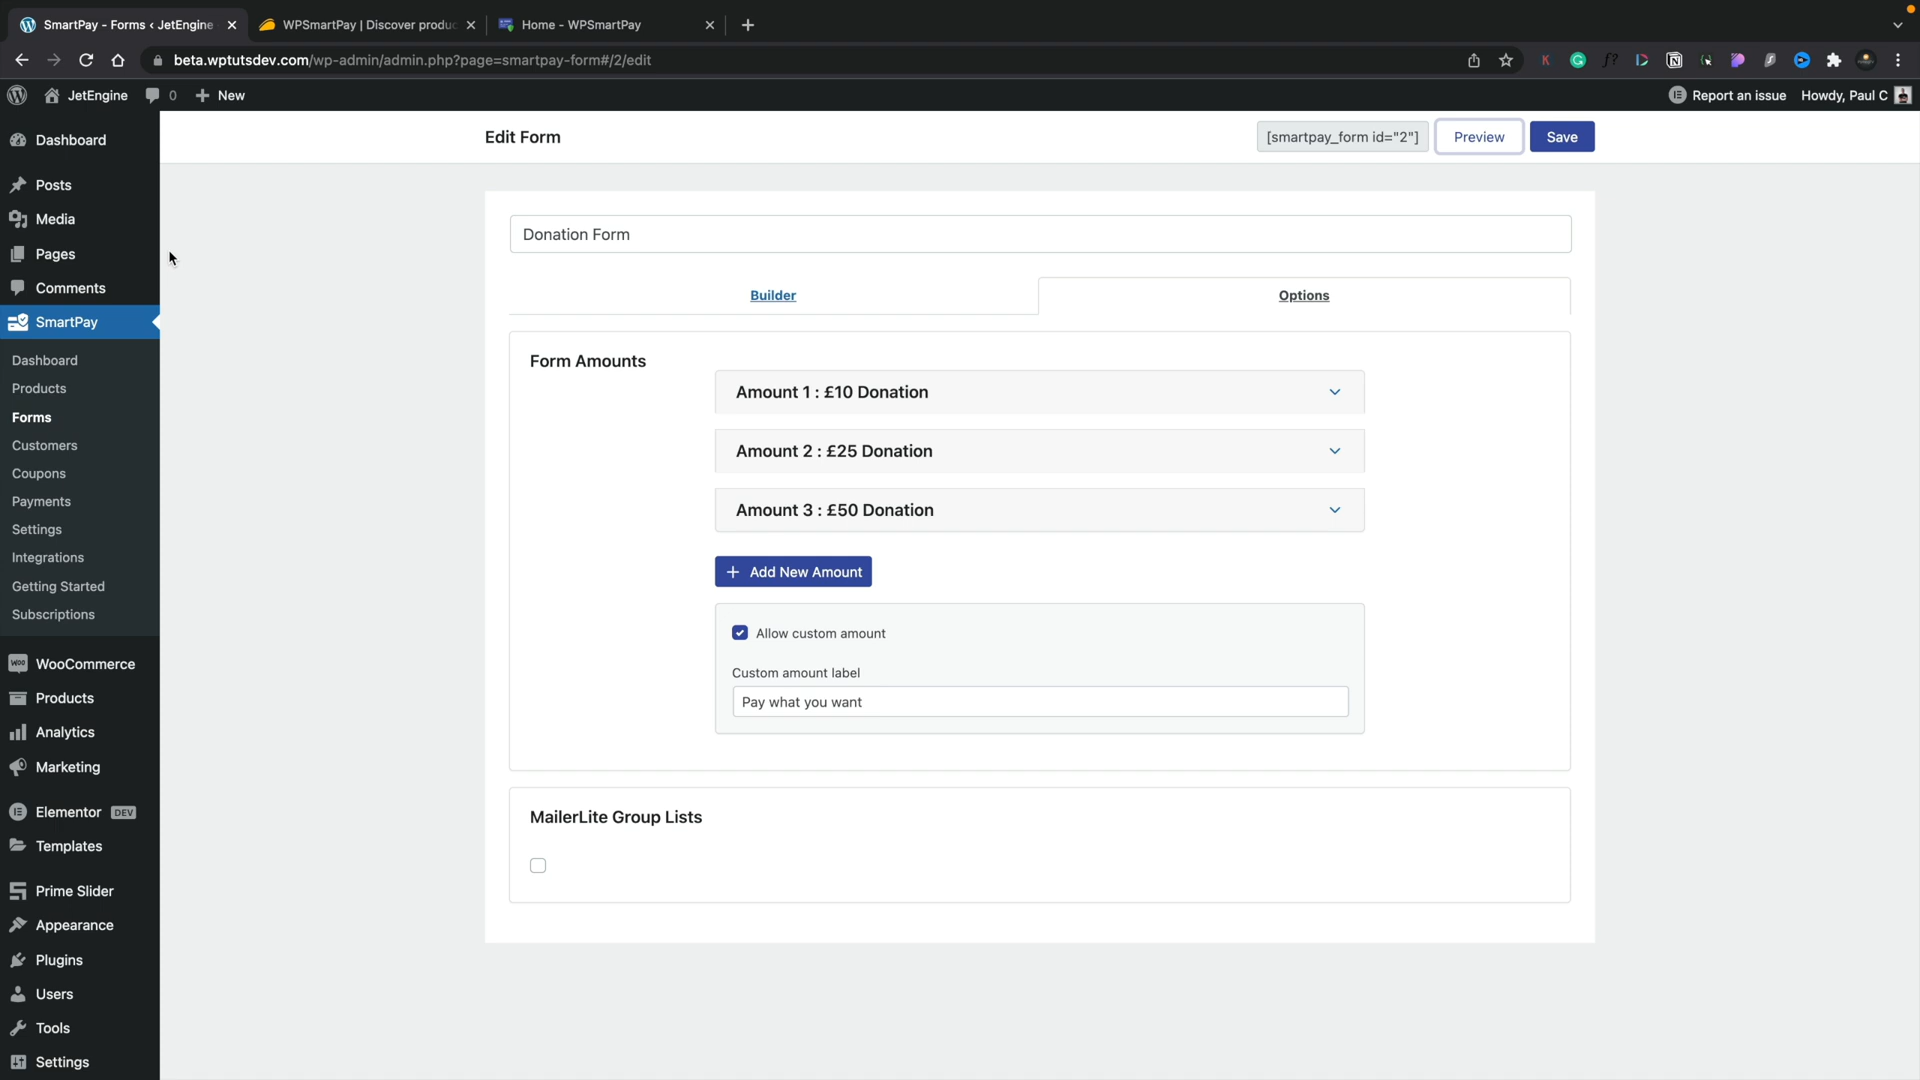 SmartPay - Forms ‹ JetEngine
WPSmartPay | Discover produc
Home - WPSmartPay
beta.wptutsdev.com/wp-admin/admin.php?page=smartpay-form#/2/edit
JetEngine
0
New
Report an issue
Howdy, Paul C
Dashboard
Posts
Media
Pages
Comments
SmartPay
Dashboard
Products
Forms
Customers
Coupons
Payments
Settings
Integrations
Getting Started
Subscriptions
WooCommerce
Products
Analytics
Marketing
Elementor DEV
Templates
Prime Slider
Appearance
Plugins
Users
Tools
Settings
Edit Form
[smartpay_form id="2"]
Preview
Save
Donation Form
Builder
Options
Form Amounts
Amount 1 : £10 Donation
Amount 2 : £25 Donation
Amount 3 : £50 Donation
Add New Amount
Allow custom amount
Custom amount label
Pay what you want
MailerLite Group Lists